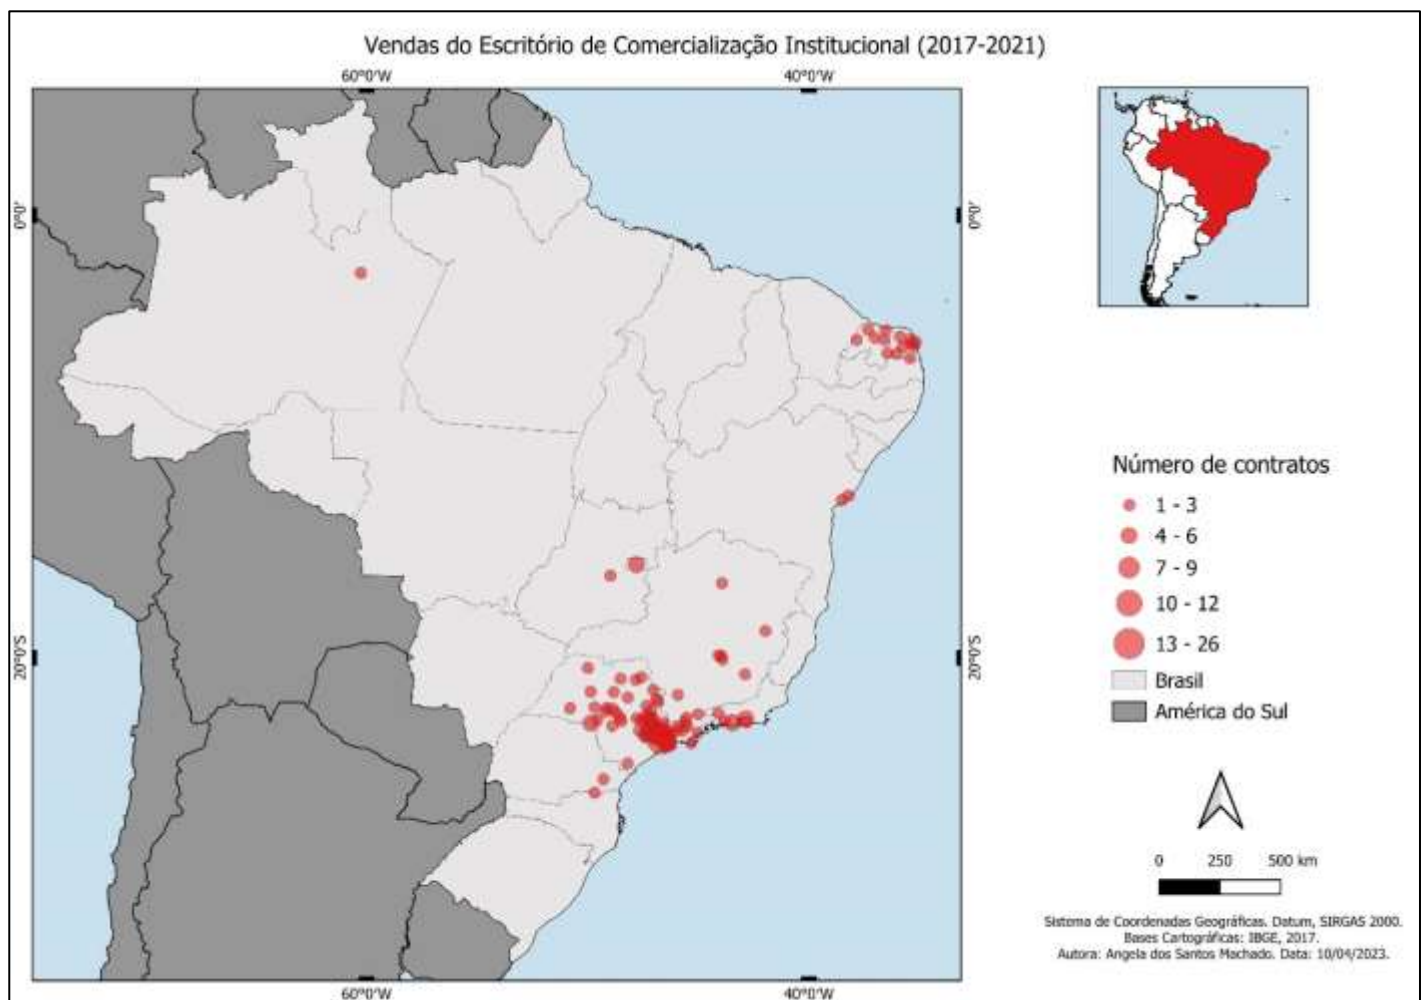 Vendas do Escritório de Comercialização Institucional (2017-2021)
60°0'W
40°0'W
0°0'
0°0'
20°0'S
20°0'S
60°0'W
40°0'W
Número de contratos
1 - 3
4 - 6
7 - 9
10 - 12
13 - 26
Brasil
América do Sul
0 250 500 km
Sistema de Coordenadas Geográficas. Datum, SIRGAS 2000.
Bases Cartográficas: IBGE, 2017.
Autora: Angela dos Santos Machado. Data: 10/04/2023.